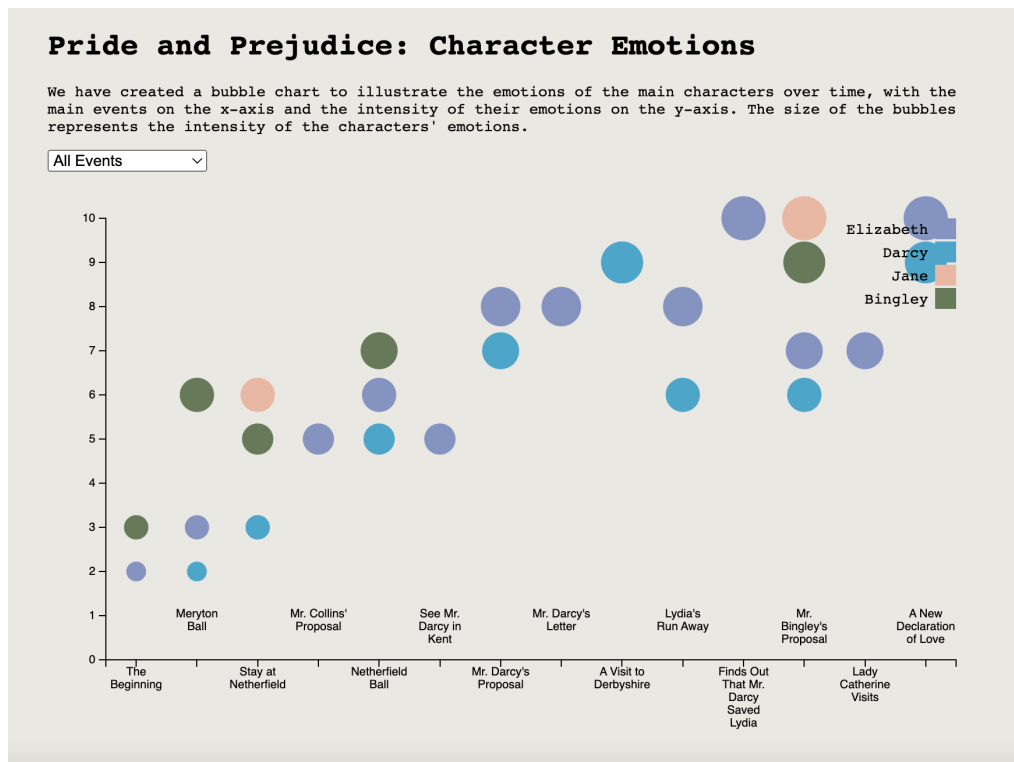 Pride and Prejudice: Character Emotions
We have created a bubble chart to illustrate the emotions of the main characters over time, with the
main events on the x-axis and the intensity of their emotions on the y-axis. The size of the bubbles
represents the intensity of the characters' emotions.
All Events
10
9
8
7
6
5
4
3
2
1
0
Elizabeth
Darcy
Jane
Bingley
Meryton
Ball
Mr. Collins'
Proposal
See Mr.
Darcy in
Kent
Mr. Darcy's
Letter
Lydia's
Run Away
Mr.
Bingley's
Proposal
A New
Declaration
of Love
The
Beginning
Stay at
Netherfield
Netherfield
Ball
Mr. Darcy's
Proposal
A Visit to
Derbyshire
Finds Out
That Mr.
Darcy
Saved
Lydia
Lady
Catherine
Visits